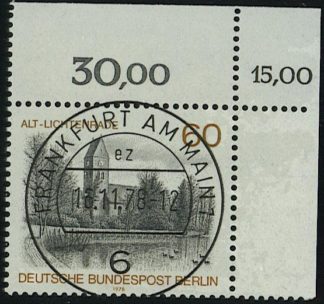 30,00
15,00
ALT-LICHTENRADE
60
FRANKFURT AM MAIN 1
ez
16.11.78-12
6
DEUTSCHE BUNDESPOST BERLIN
1978